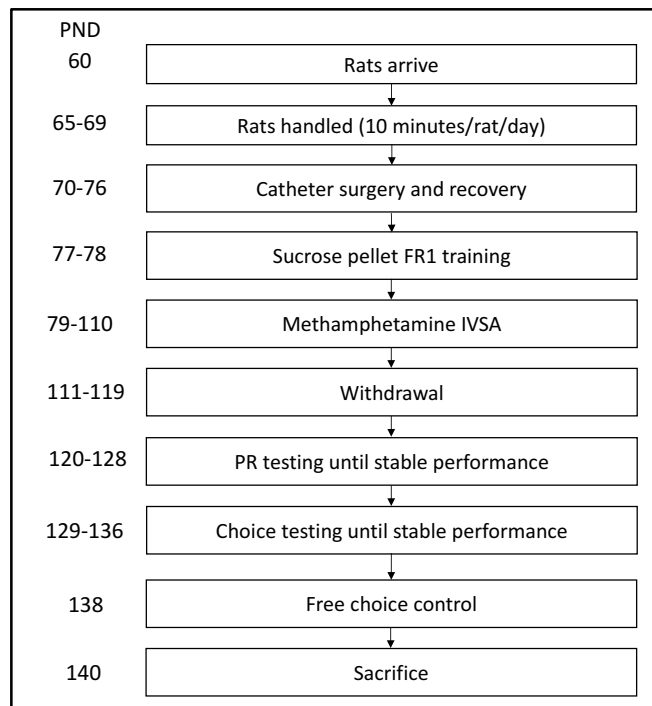 PND
60 Rats arrive
65-69 Rats handled (10 minutes/rat/day)
70-76 Catheter surgery and recovery
77-78 Sucrose pellet FR1 training
79-110 Methamphetamine IVSA
111-119 Withdrawal
120-128 PR testing until stable performance
129-136 Choice testing until stable performance
138 Free choice control
140 Sacrifice